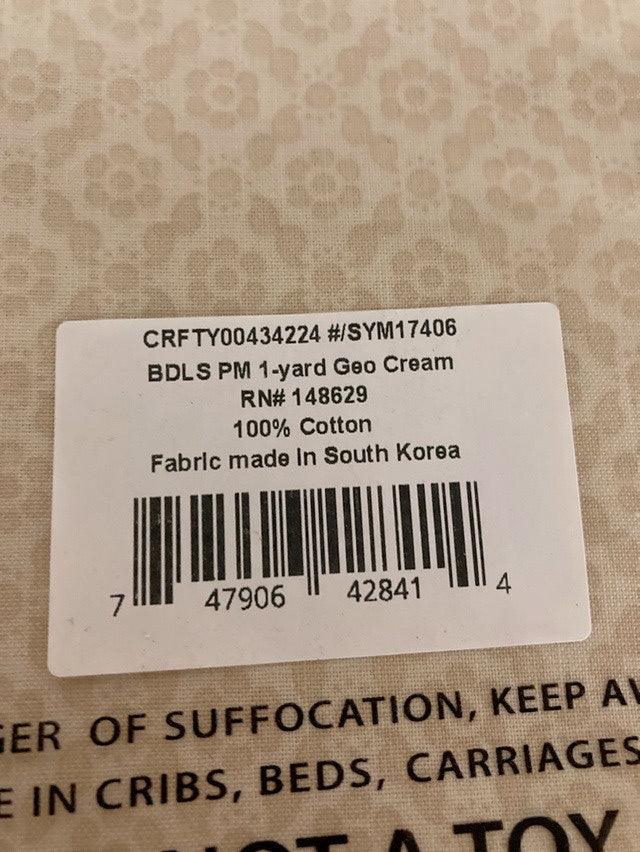 CRFTY00434224 #/SYM17406
BDLS PM 1-yard Geo Cream
RN# 148629
100% Cotton
Fabric made in South Korea
7 47906 42841 4
OF SUFFOCATION, KEEP
IN CRIBS, BEDS, CARRIAGES
A TOY